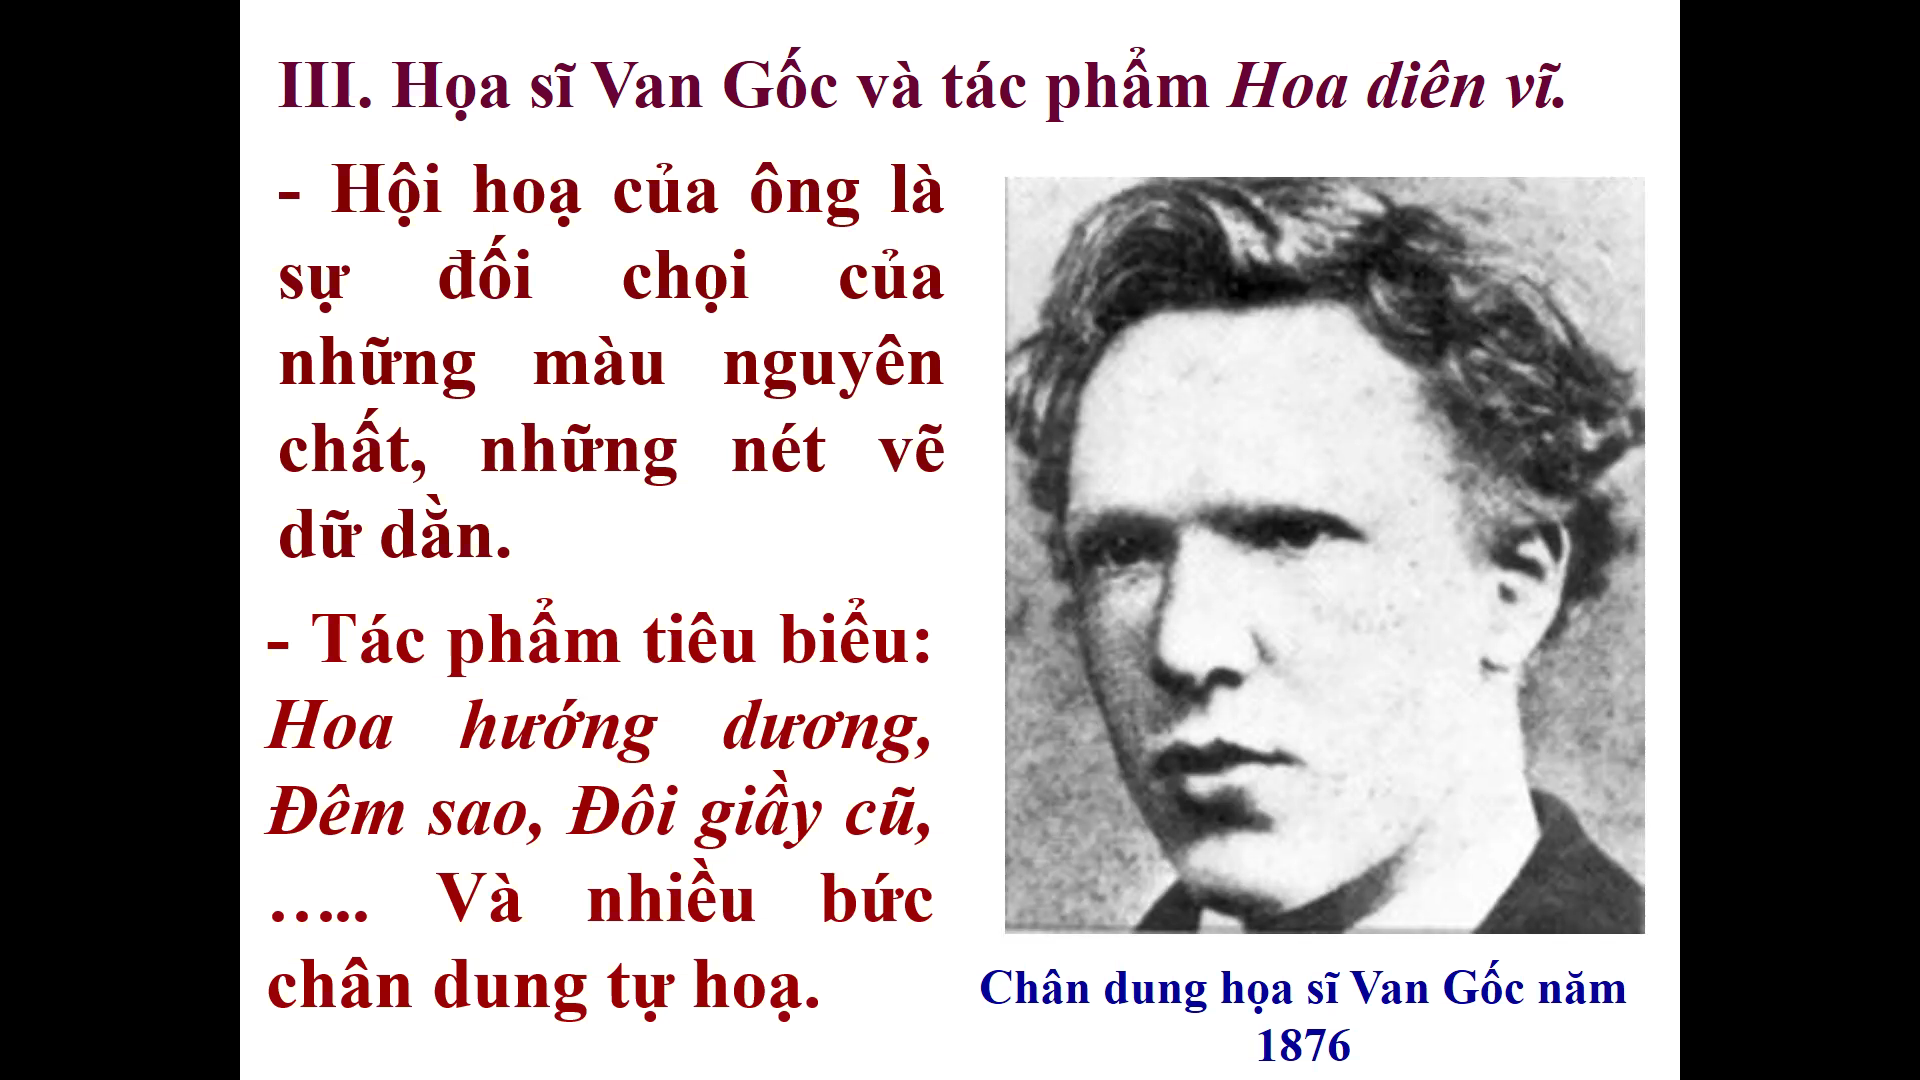 III. Họa sĩ Van Gốc và tác phẩm Hoa diên vĩ.
- Hội hoạ của ông là
sự đối chọi của
những màu nguyên
chất, những nét vẽ
dữ dằn.
- Tác phẩm tiêu biểu:
Hoa hướng dương,
Đêm sao, Đôi giầy cũ,
….. Và nhiều bức
chân dung tự hoạ.
Chân dung họa sĩ Van Gốc năm
1876